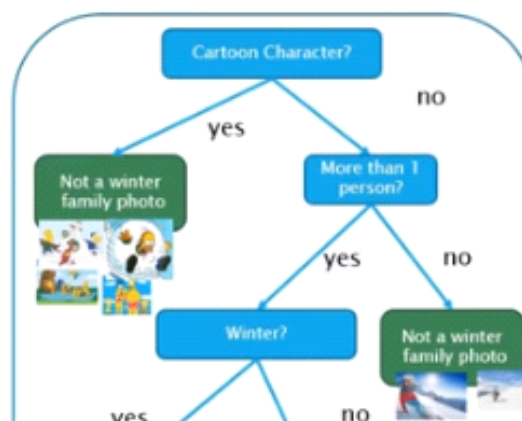 Cartoon Character?
no
yes
Not a winter
family photo
More than 1
person?
yes
no
Winter?
Not a winter
family photo
yes
no